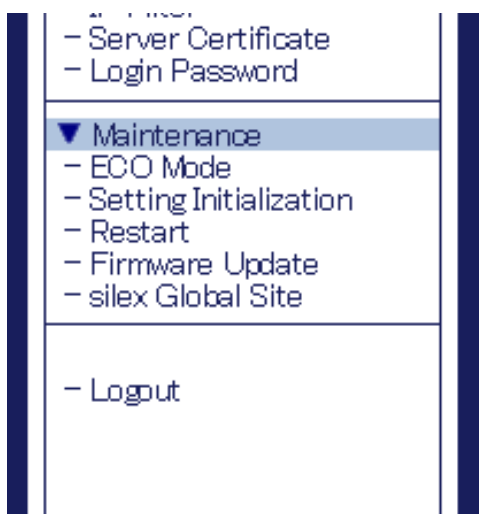 – Server Certificate
– Login Password
▼ Maintenance
– ECO Mode
– Setting Initialization
– Restart
– Firmware Update
– silex Global Site
– Logout